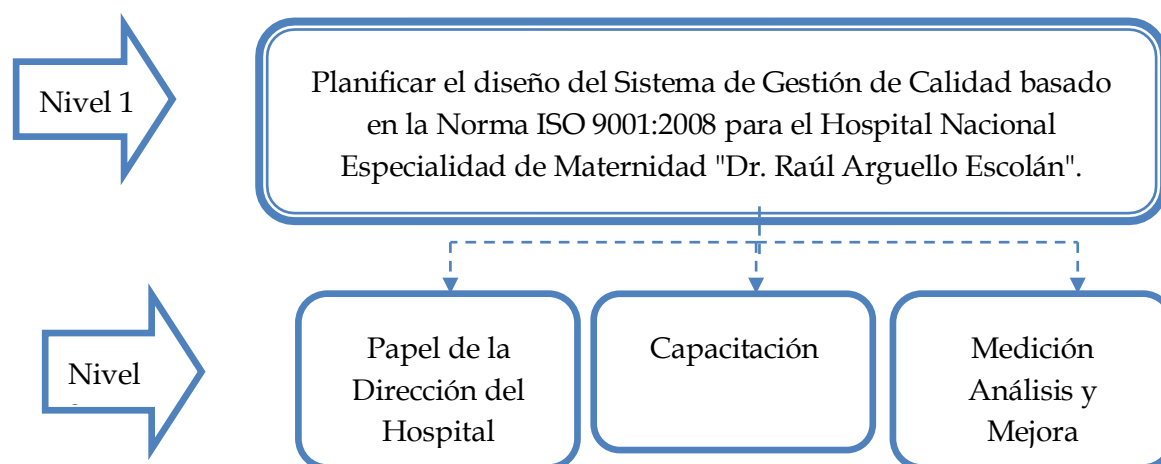 Nivel 1
Planificar el diseño del Sistema de Gestión de Calidad basado
en la Norma ISO 9001:2008 para el Hospital Nacional
Especialidad de Maternidad "Dr. Raúl Arguello Escolán".
Nivel
Papel de la
Dirección del
Hospital
Capacitación
Medición
Análisis y
Mejora